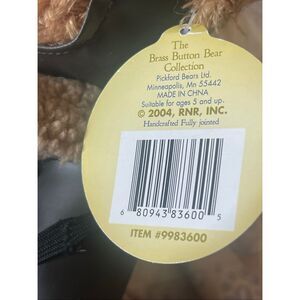 The
Brass Button Bear
Collection
Pickford Bears Ltd.
Minneapolis, Mn 55442
MADE IN CHNA
Suitable for ages 5 and up.
© 2004, RNR, INC.
Handcrafted Fully jointed
6 80943 83600 5
ITEM #9983600